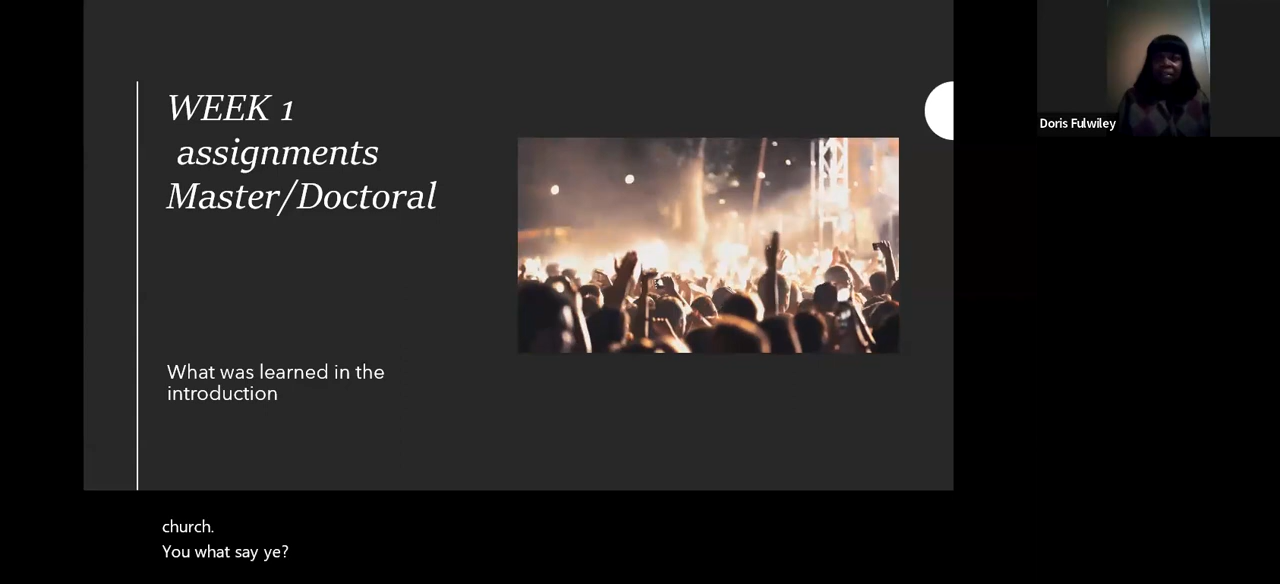 WEEK 1
assignments
Master/Doctoral
What was learned in the
introduction
Doris Fulwiley
church.
You what say ye?